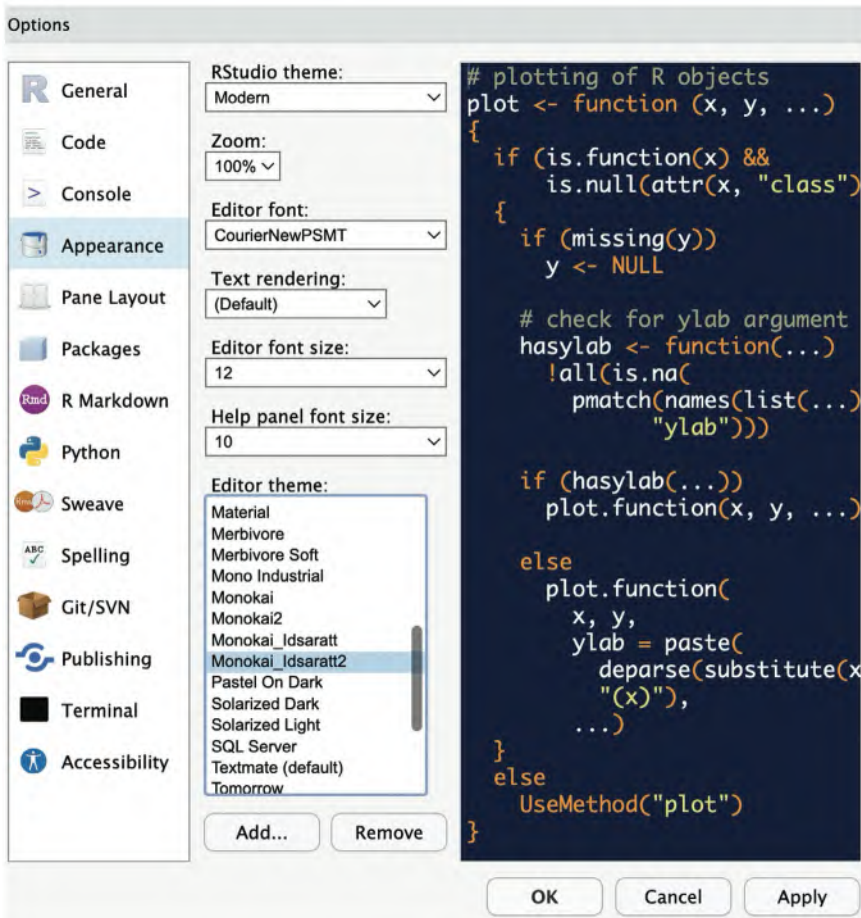 Options
General
Code
Console
Appearance
Pane Layout
Packages
Rmd R Markdown
Python
Sweave
ABC Spelling
Git/SVN
Publishing
Terminal
Accessibility
RStudio theme:
Modern
Zoom:
100%
Editor font:
CourierNewPSMT
Text rendering:
(Default)
Editor font size:
12
Help panel font size:
10
Editor theme:
Material
Merbivore
Merbivore Soft
Mono Industrial
Monokai
Monokai2
Monokai_Idsaratt
Monokai_Idsaratt2
Pastel On Dark
Solarized Dark
Solarized Light
SQL Server
Textmate (default)
Tomorrow
Add...
Remove
# plotting of R objects
plot <- function (x, y, ...)
{
  if (is.function(x) &&
      is.null(attr(x, "class")
  {
    if (missing(y))
      y <- NULL
    # check for ylab argument
    hasylab <- function(...)
      !all(is.na(
        pmatch(names(list(...)
              "ylab")))
    if (hasylab(...))
      plot.function(x, y, ...)
    else
      plot.function(
        x, y,
        ylab = paste(
          deparse(substitute(x
          "(x)"),
        ...)
  }
  else
    UseMethod("plot")
}
OK
Cancel
Apply